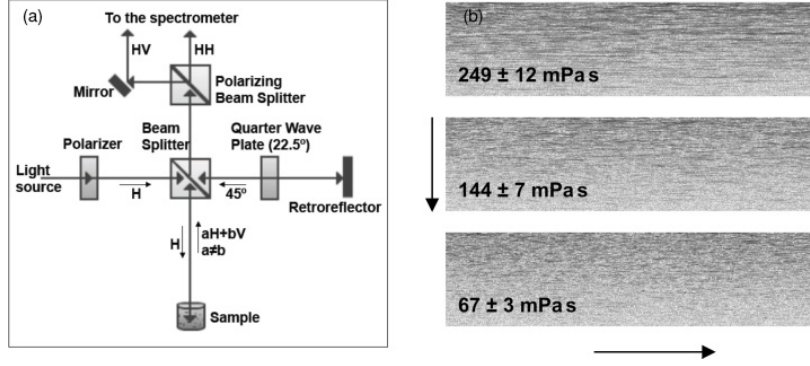 (a)
To the spectrometer
HV
HH
Mirror
Polarizing
Beam Splitter
Beam
Splitter
Quarter Wave
Plate (22.5º)
Polarizer
Light
source
H
45º
Retroreflector
H
aH+bV
a≠b
Sample
(b)
249 ± 12 mPa s
144 ± 7 mPa s
67 ± 3 mPa s